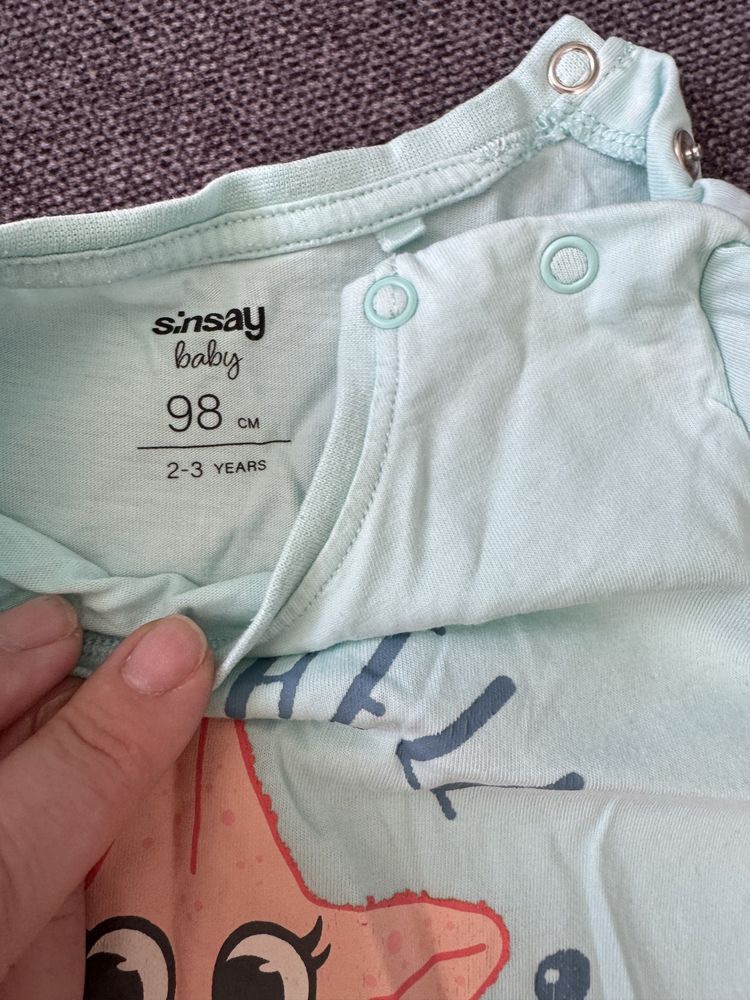 sinsay
baby
98 CM
2-3 YEARS